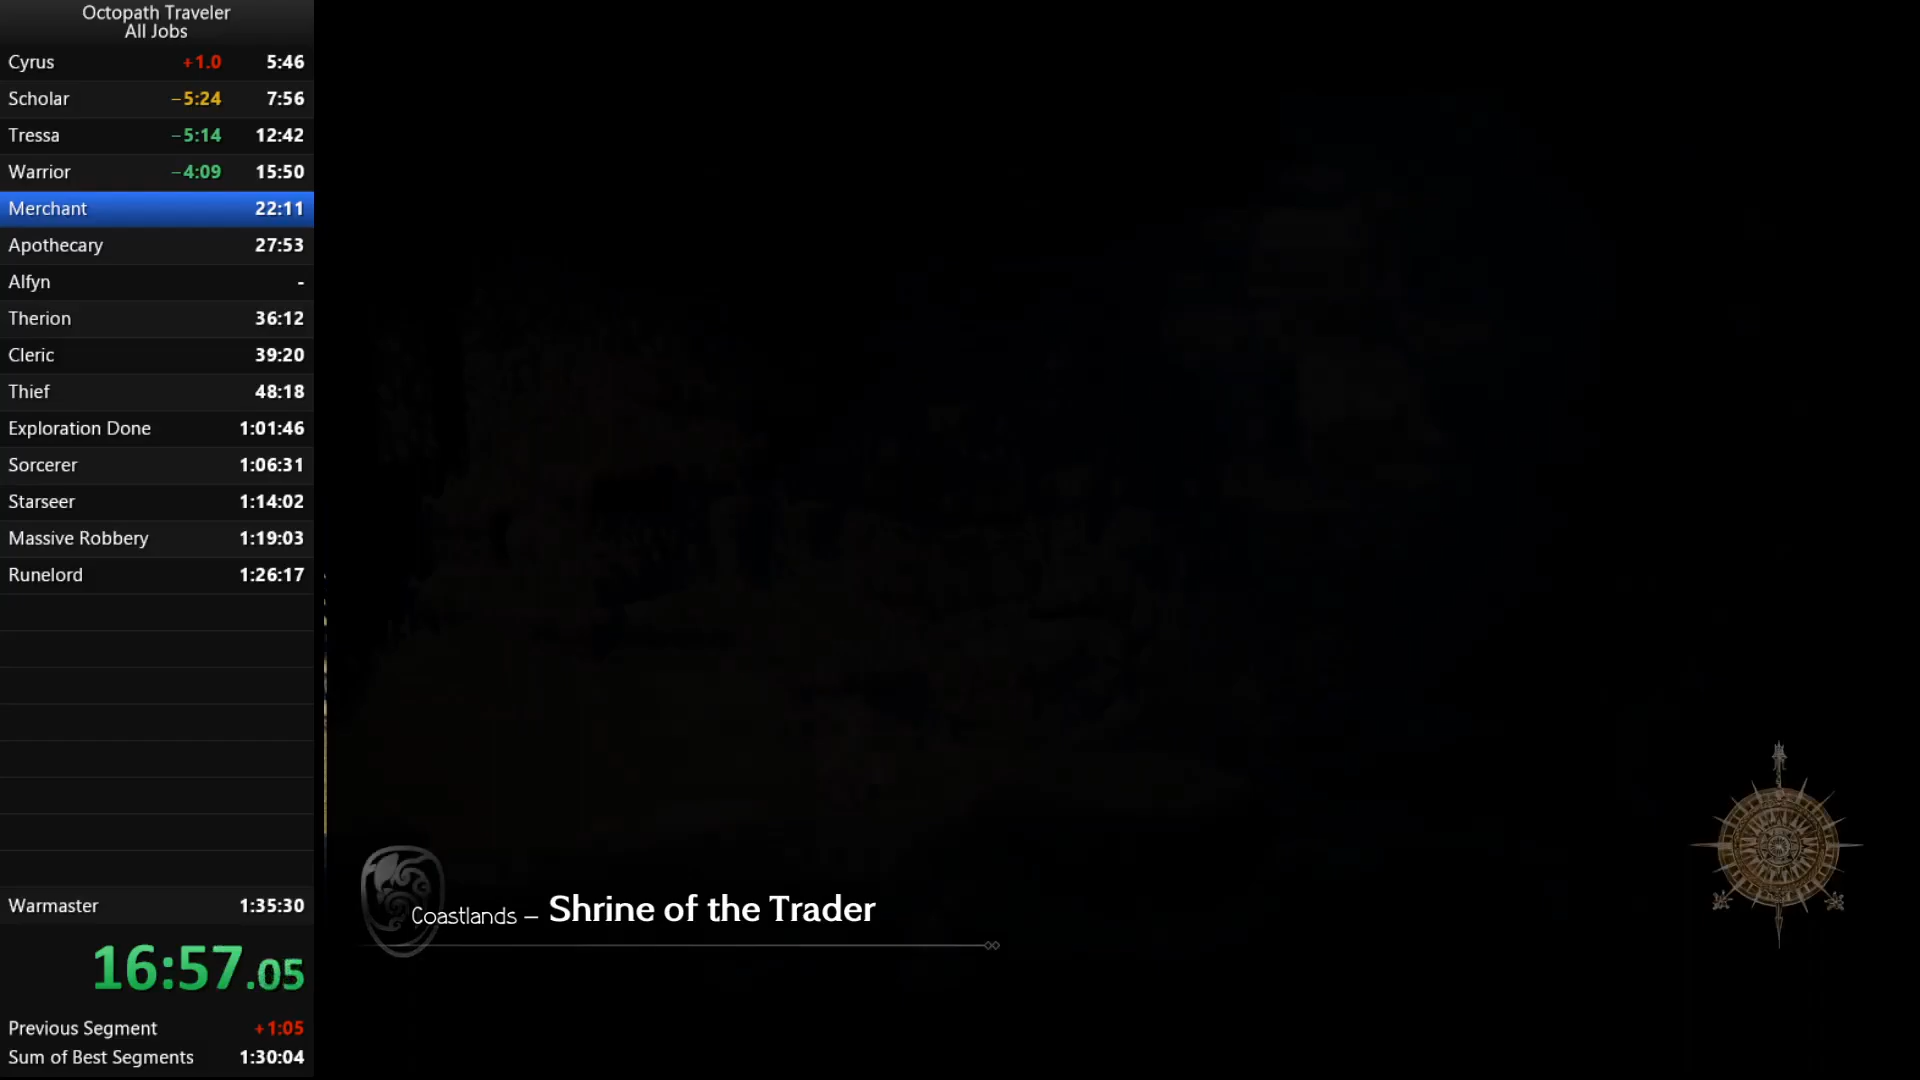 Octopath Traveler
All Jobs
Cyrus +1.0 5:46
Scholar −5:24 7:56
Tressa −5:14 12:42
Warrior −4:09 15:50
Merchant 22:11
Apothecary 27:53
Alfyn -
Therion 36:12
Cleric 39:20
Thief 48:18
Exploration Done 1:01:46
Sorcerer 1:06:31
Starseer 1:14:02
Massive Robbery 1:19:03
Runelord 1:26:17
Warmaster 1:35:30
16:57.05
Previous Segment +1:05
Sum of Best Segments 1:30:04
Coastlands – Shrine of the Trader